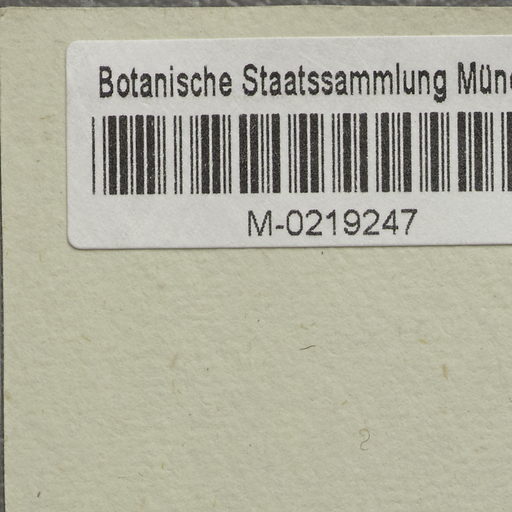 Botanische Staatssammlung Mün
M-0219247